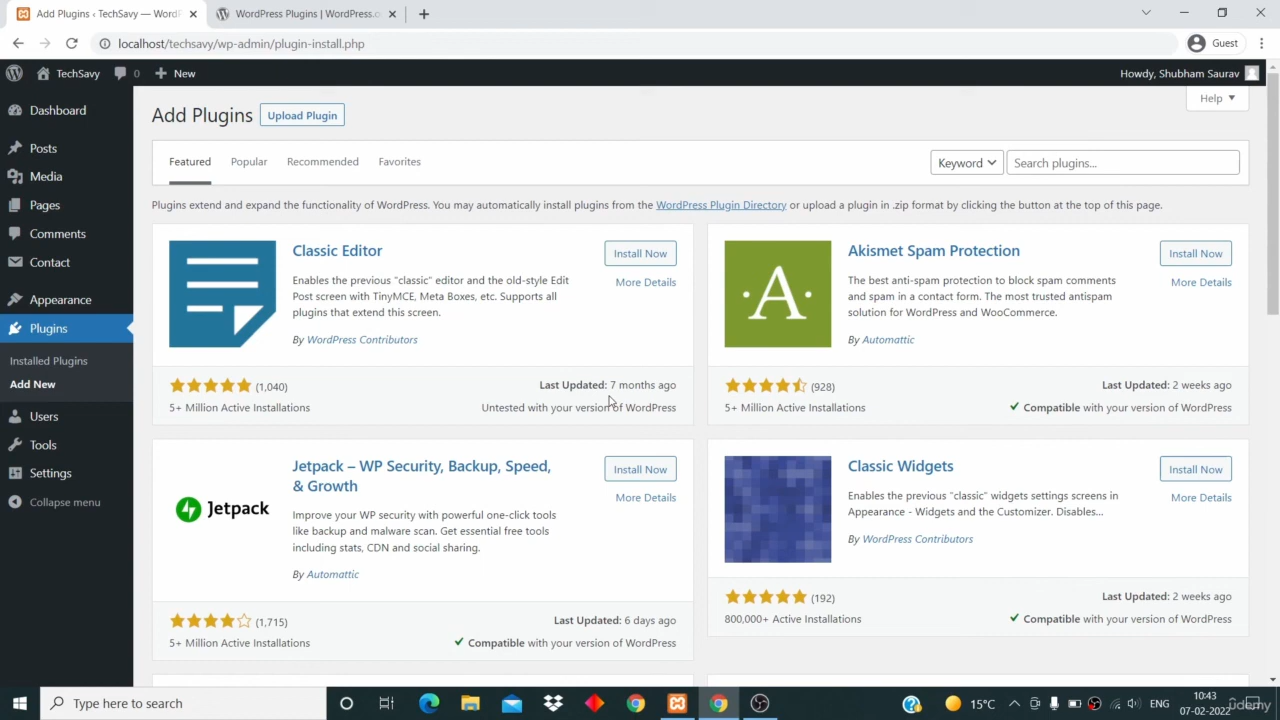 Add Plugins ‹ TechSavy — WordP
WordPress Plugins | WordPress.o
localhost/techsavy/wp-admin/plugin-install.php
Guest
TechSavy
0
New
Howdy, Shubham Saurav
Dashboard
Posts
Media
Pages
Comments
Contact
Appearance
Plugins
Installed Plugins
Add New
Users
Tools
Settings
Collapse menu
Help
Add Plugins
Upload Plugin
Featured
Popular
Recommended
Favorites
Keyword
Search plugins...
Plugins extend and expand the functionality of WordPress. You may automatically install plugins from the WordPress Plugin Directory or upload a plugin in .zip format by clicking the button at the top of this page.
Classic Editor
Install Now
More Details
Enables the previous "classic" editor and the old-style Edit
Post screen with TinyMCE, Meta Boxes, etc. Supports all
plugins that extend this screen.
By WordPress Contributors
(1,040)
Last Updated: 7 months ago
5+ Million Active Installations
Untested with your version of WordPress
A
Akismet Spam Protection
Install Now
More Details
The best anti-spam protection to block spam comments
and spam in a contact form. The most trusted antispam
solution for WordPress and WooCommerce.
By Automattic
(928)
Last Updated: 2 weeks ago
5+ Million Active Installations
Compatible with your version of WordPress
Jetpack
Jetpack – WP Security, Backup, Speed,
& Growth
Install Now
More Details
Improve your WP security with powerful one-click tools
like backup and malware scan. Get essential free tools
including stats, CDN and social sharing.
By Automattic
(1,715)
Last Updated: 6 days ago
5+ Million Active Installations
Compatible with your version of WordPress
Classic Widgets
Install Now
More Details
Enables the previous "classic" widgets settings screens in
Appearance - Widgets and the Customizer. Disables...
By WordPress Contributors
(192)
Last Updated: 2 weeks ago
800,000+ Active Installations
Compatible with your version of WordPress
Type here to search
15°C
ENG
10:43
07-02-2022
udemy